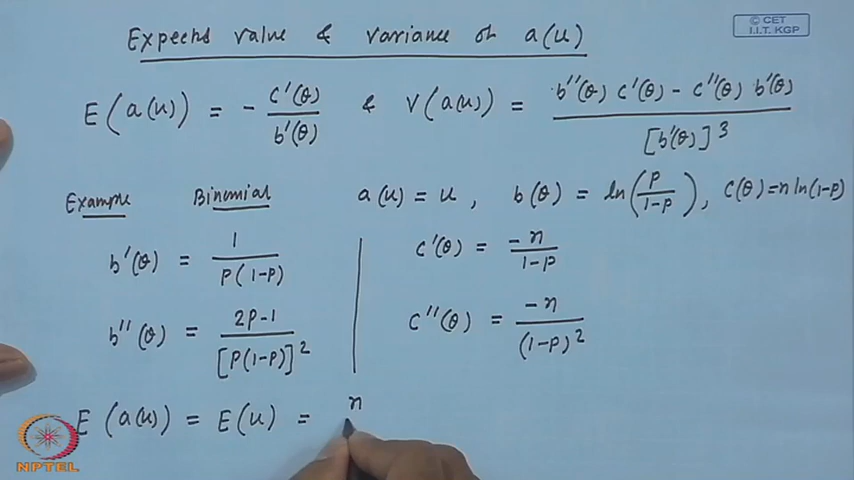 Expects value & variance of a(u)
© CET
I.I.T. KGP
E(a(u)) = - c'(θ)/b'(θ) & V(a(u)) = b''(θ) c'(θ) - c''(θ) b'(θ) / [b'(θ)]^3
Example Binomial a(u) = u, b(θ) = ln(p/1-p), c(θ)=n ln(1-p)
b'(θ) = 1/p(1-p) c'(θ) = -n/1-p
b''(θ) = 2p-1/[p(1-p)]^2 c''(θ) = -n/(1-p)^2
E(a(u)) = E(u) = n
NPTEL